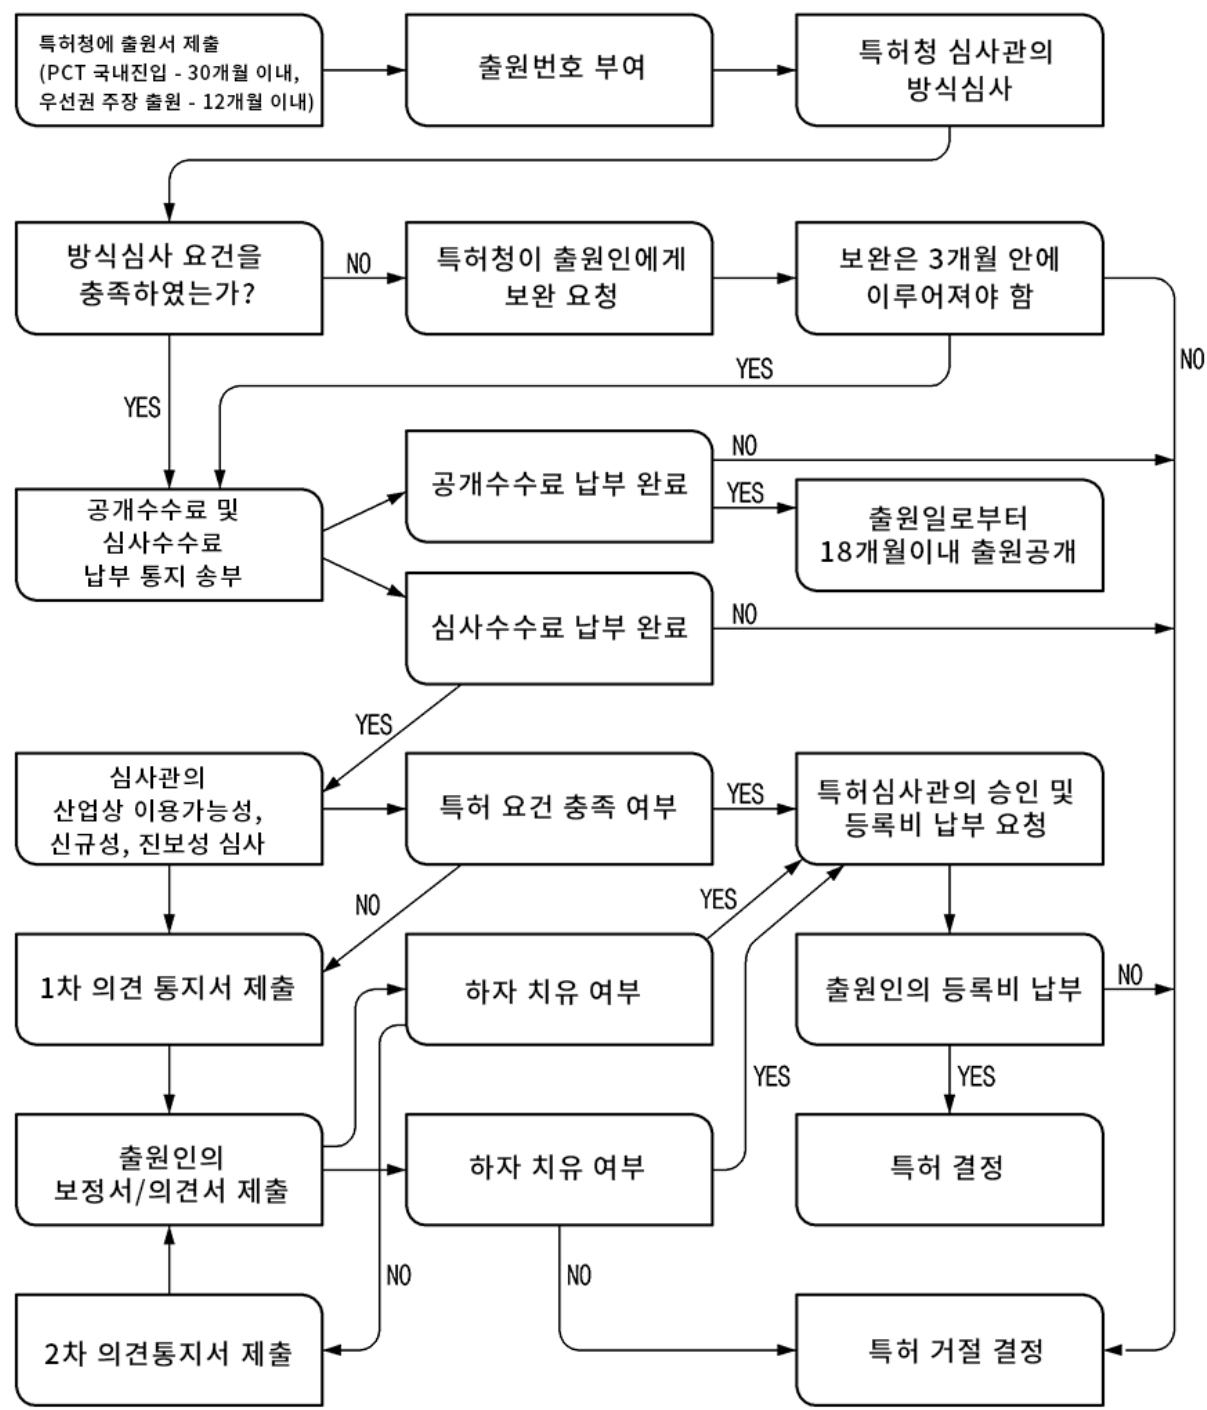 특허청에 출원서 제출
(PCT 국내진입 - 30개월 이내,
우선권 주장 출원 - 12개월 이내)
출원번호 부여
특허청 심사관의
방식심사
방식심사 요건을
충족하였는가?
NO
특허청이 출원인에게
보완 요청
보완은 3개월 안에
이루어져야 함
NO
YES
YES
공개수수료 및
심사수수료
납부 통지 송부
공개수수료 납부 완료
NO
YES
출원일로부터
18개월이내 출원공개
심사수수료 납부 완료
NO
YES
심사관의
산업상 이용가능성,
신규성, 진보성 심사
특허 요건 충족 여부
YES
특허심사관의 승인 및
등록비 납부 요청
NO
YES
1차 의견 통지서 제출
하자 치유 여부
출원인의 등록비 납부
NO
YES
YES
출원인의
보정서/의견서 제출
하자 치유 여부
특허 결정
NO
NO
2차 의견통지서 제출
특허 거절 결정